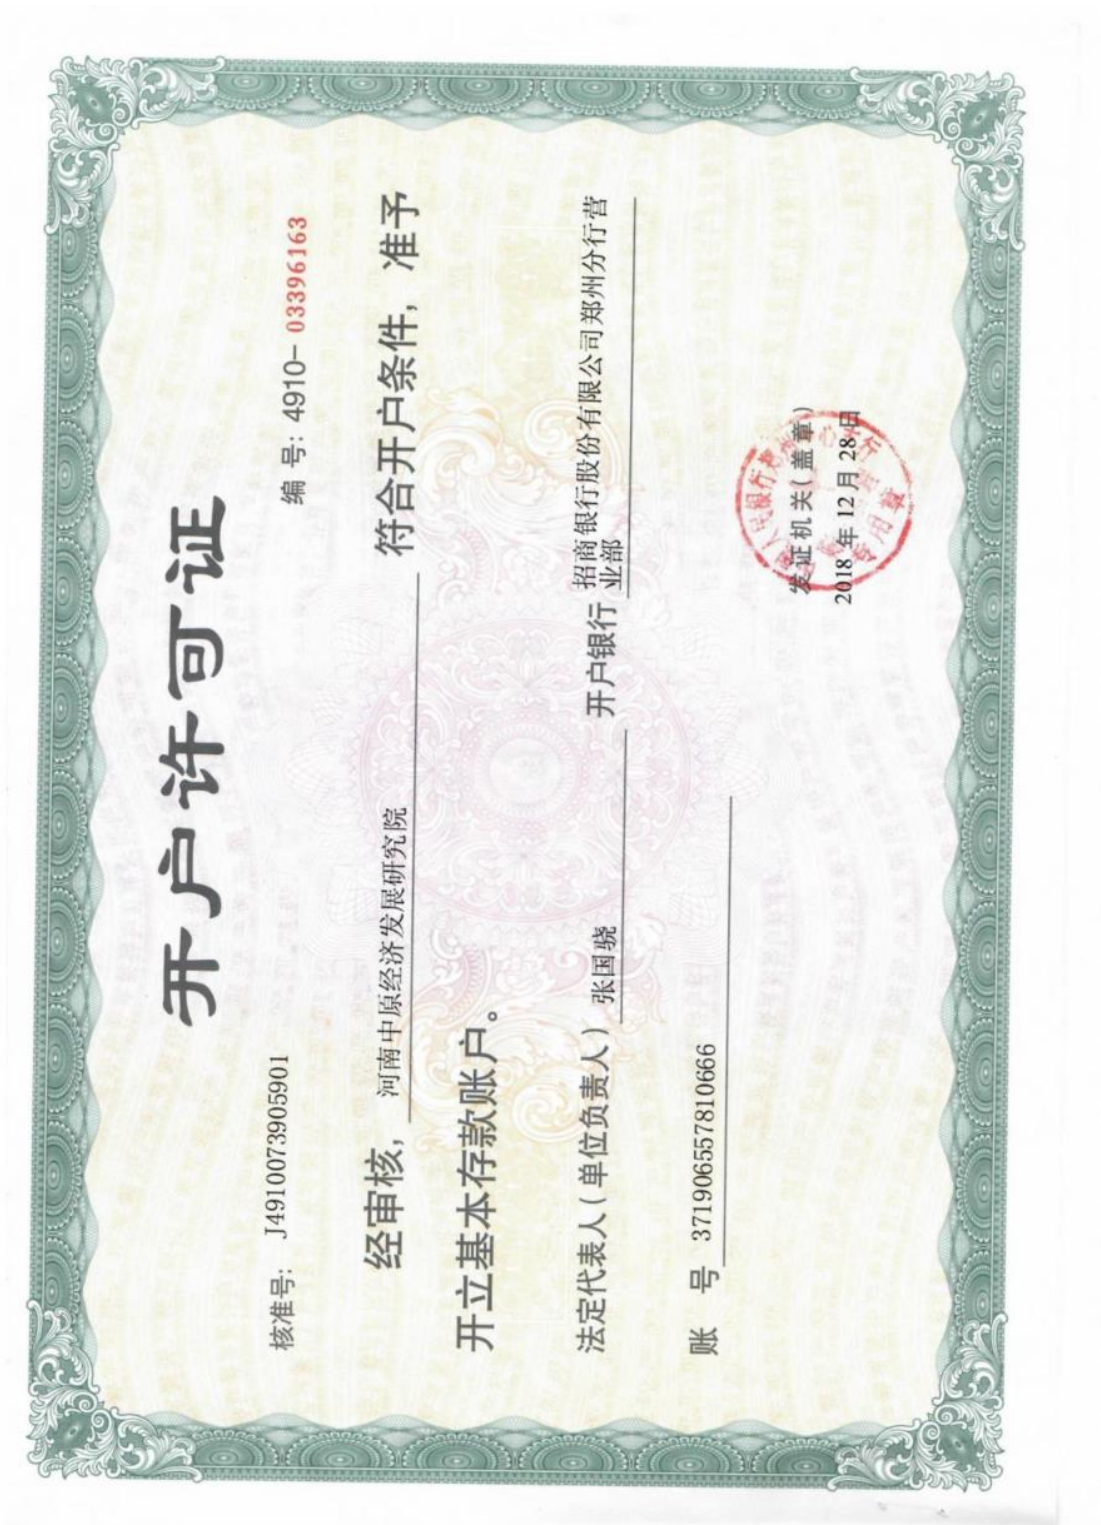 开户许可证
核准号: J4910073905901
编 号: 4910-03396163
经审核, 河南中原经济发展研究院 符合开户条件, 准予
开立基本存款账户。
法定代表人(单位负责人) 张国骁 开户银行 招商银行股份有限公司郑州分行营
业部
账 号 371906557810666
发证机关(盖章)
2018年12月28日